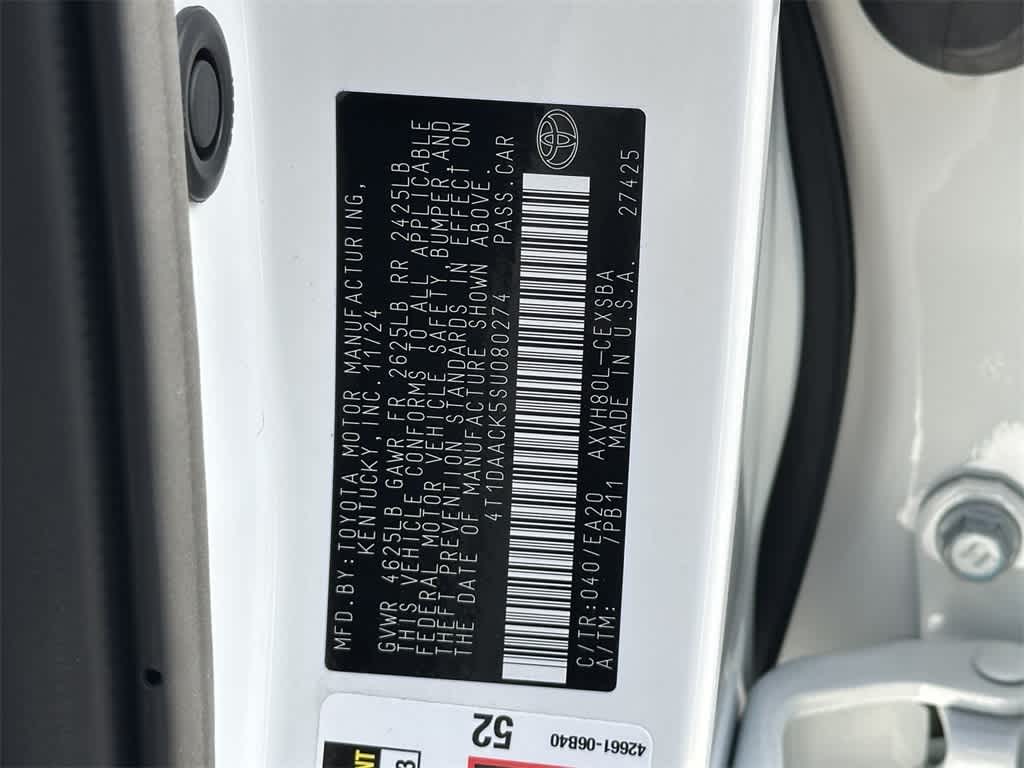 MFD. BY: TOYOTA MOTOR MANUFACTURING,
KENTUCKY, INC. 11/24
GVWR 4625LB GAWR FR 2625LB RR 2425LB
THIS VEHICLE CONFORMS TO ALL APPLICABLE
FEDERAL MOTOR VEHICLE SAFETY, BUMPER, AND
THEFT PREVENTION STANDARDS IN EFFECT ON
THE DATE OF MANUFACTURE SHOWN ABOVE.
4T1DAACK5SU080274 PASS. CAR
C/TR:040/EA20 AXVH80L-CEXSBA
A/TM: /PB11 MADE IN U.S.A. 27425
52
42661-06B40
NT
3